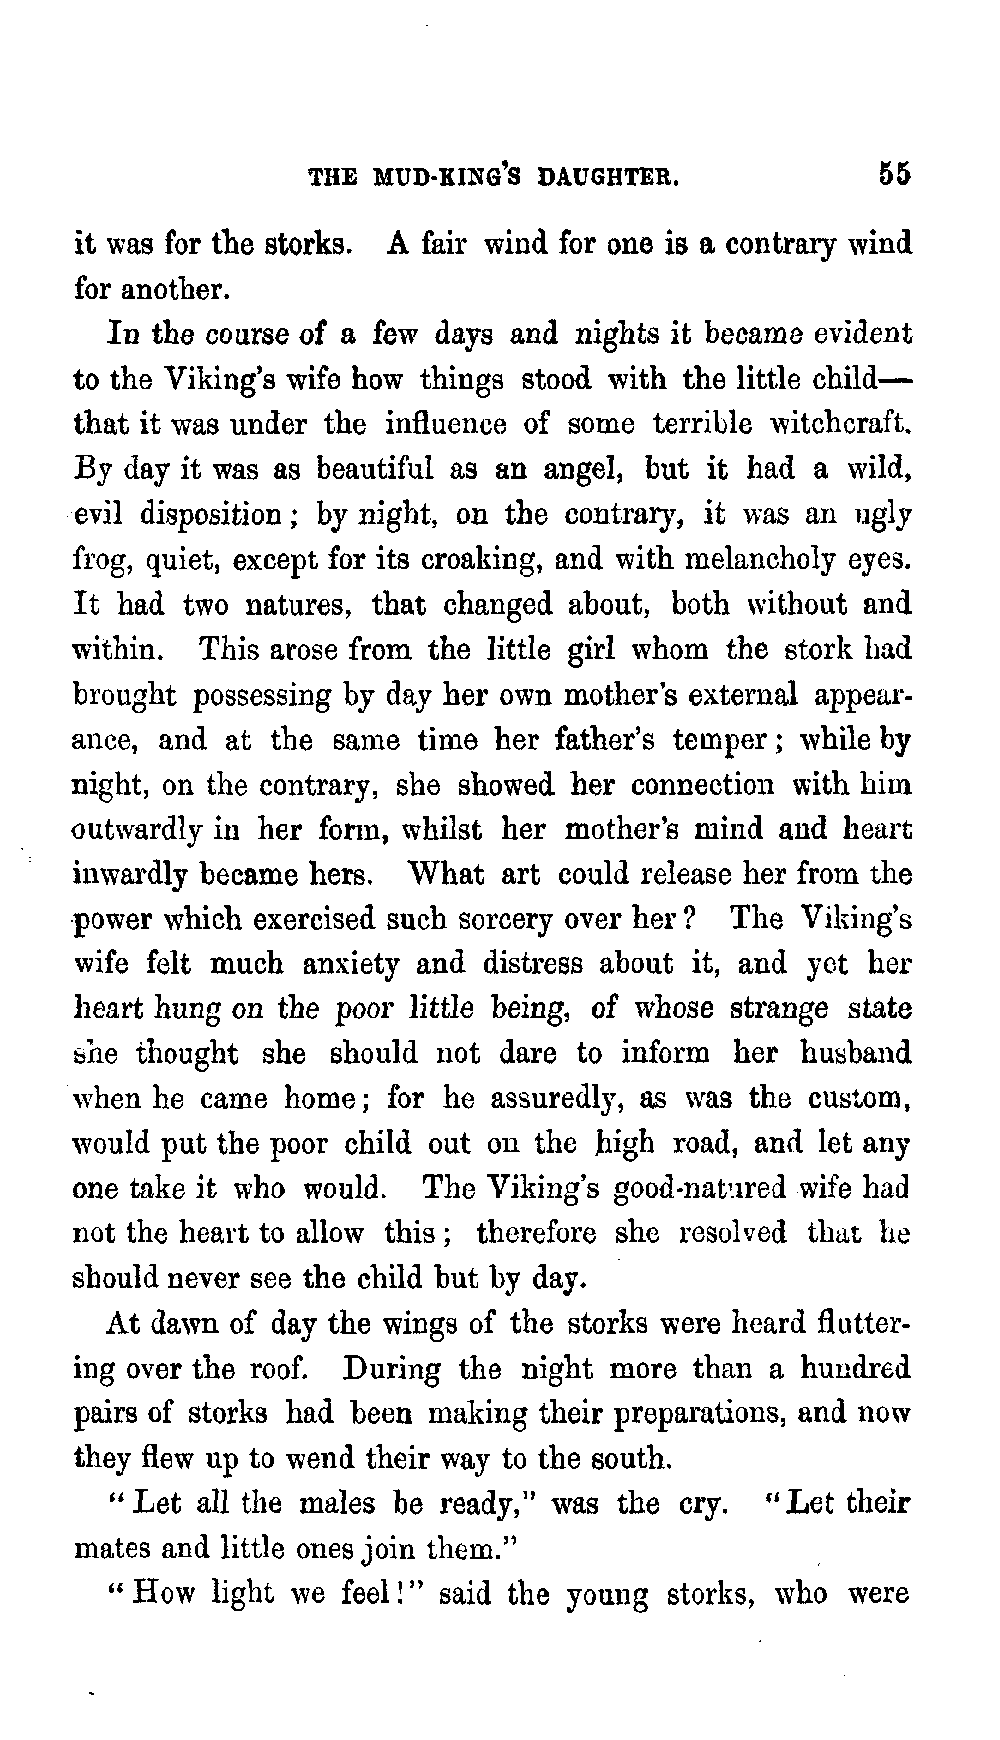 THE MUD-KING'S DAUGHTER. 55
it was for the storks. A fair wind for one is a contrary wind
for another.
In the course of a few days and nights it became evident
to the Viking's wife how things stood with the little child—
that it was under the influence of some terrible witchcraft.
By day it was as beautiful as an angel, but it had a wild,
evil disposition; by night, on the contrary, it was an ugly
frog, quiet, except for its croaking, and with melancholy eyes.
It had two natures, that changed about, both without and
within. This arose from the little girl whom the stork had
brought possessing by day her own mother's external appear-
ance, and at the same time her father's temper; while by
night, on the contrary, she showed her connection with him
outwardly in her form, whilst her mother's mind and heart
inwardly became hers. What art could release her from the
power which exercised such sorcery over her? The Viking's
wife felt much anxiety and distress about it, and yet her
heart hung on the poor little being, of whose strange state
she thought she should not dare to inform her husband
when he came home; for he assuredly, as was the custom,
would put the poor child out on the high road, and let any
one take it who would. The Viking's good-natured wife had
not the heart to allow this; therefore she resolved that he
should never see the child but by day.
At dawn of day the wings of the storks were heard flutter-
ing over the roof. During the night more than a hundred
pairs of storks had been making their preparations, and now
they flew up to wend their way to the south.
"Let all the males be ready," was the cry. "Let their
mates and little ones join them."
"How light we feel!" said the young storks, who were